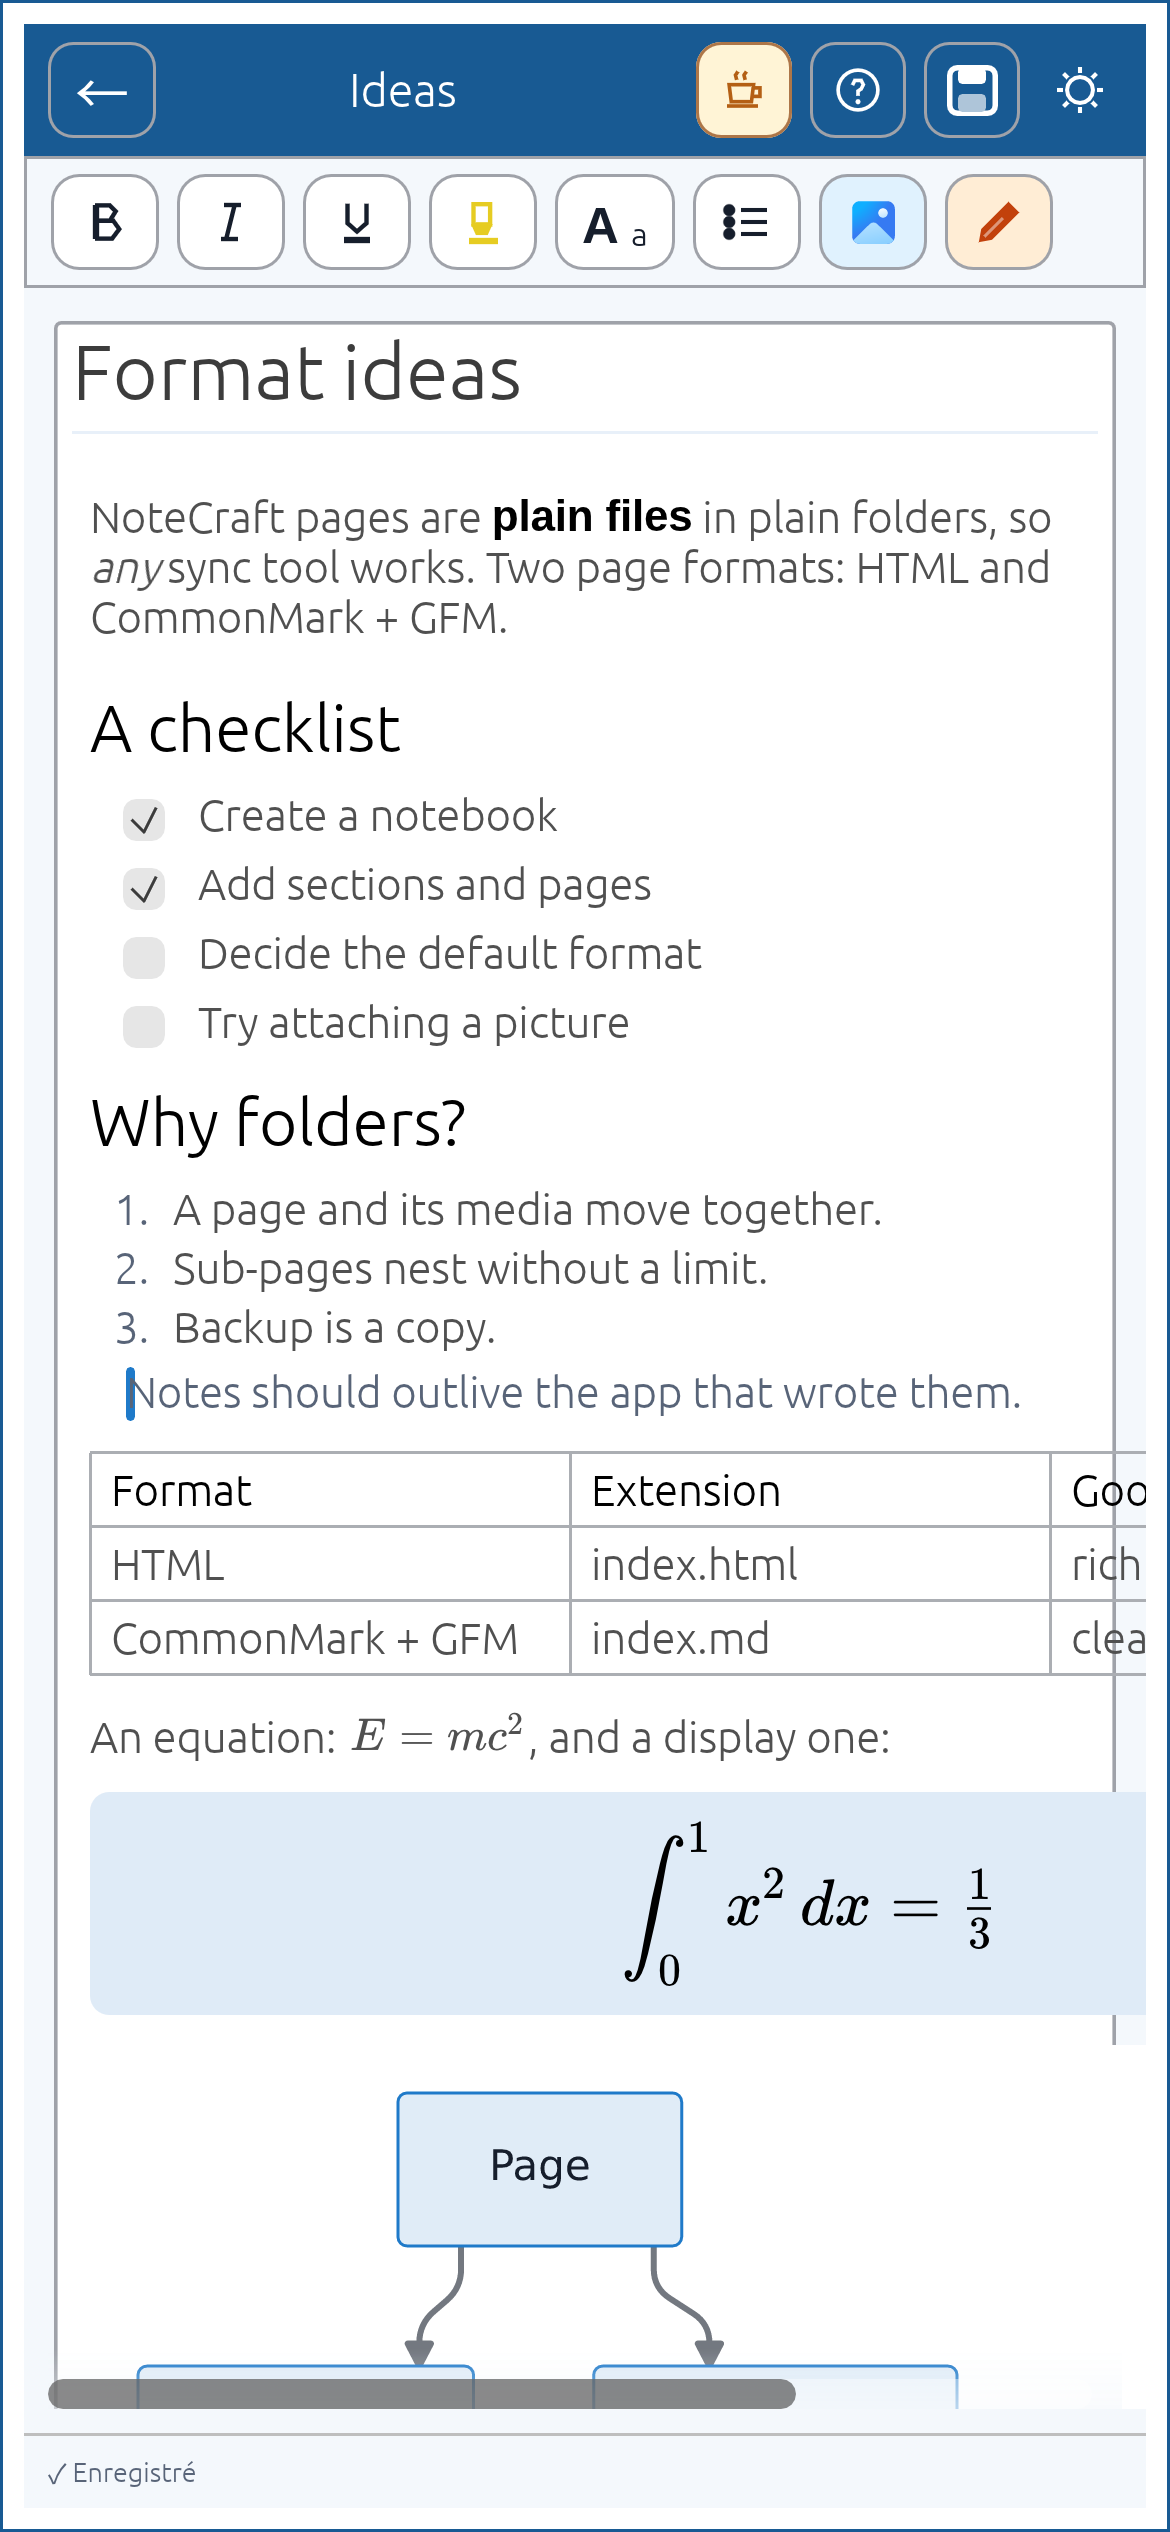 Ideas
B I U A a
Format ideas
NoteCraft pages are plain files in plain folders, so
any sync tool works. Two page formats: HTML and
CommonMark + GFM.
A checklist
Create a notebook
Add sections and pages
Decide the default format
Try attaching a picture
Why folders?
1. A page and its media move together.
2. Sub-pages nest without a limit.
3. Backup is a copy.
Notes should outlive the app that wrote them.
Format Extension Goo
HTML index.html rich
CommonMark + GFM index.md clea
An equation: E = mc², and a display one:
∫₀¹ x² dx = 1/3
Page
✓ Enregistré